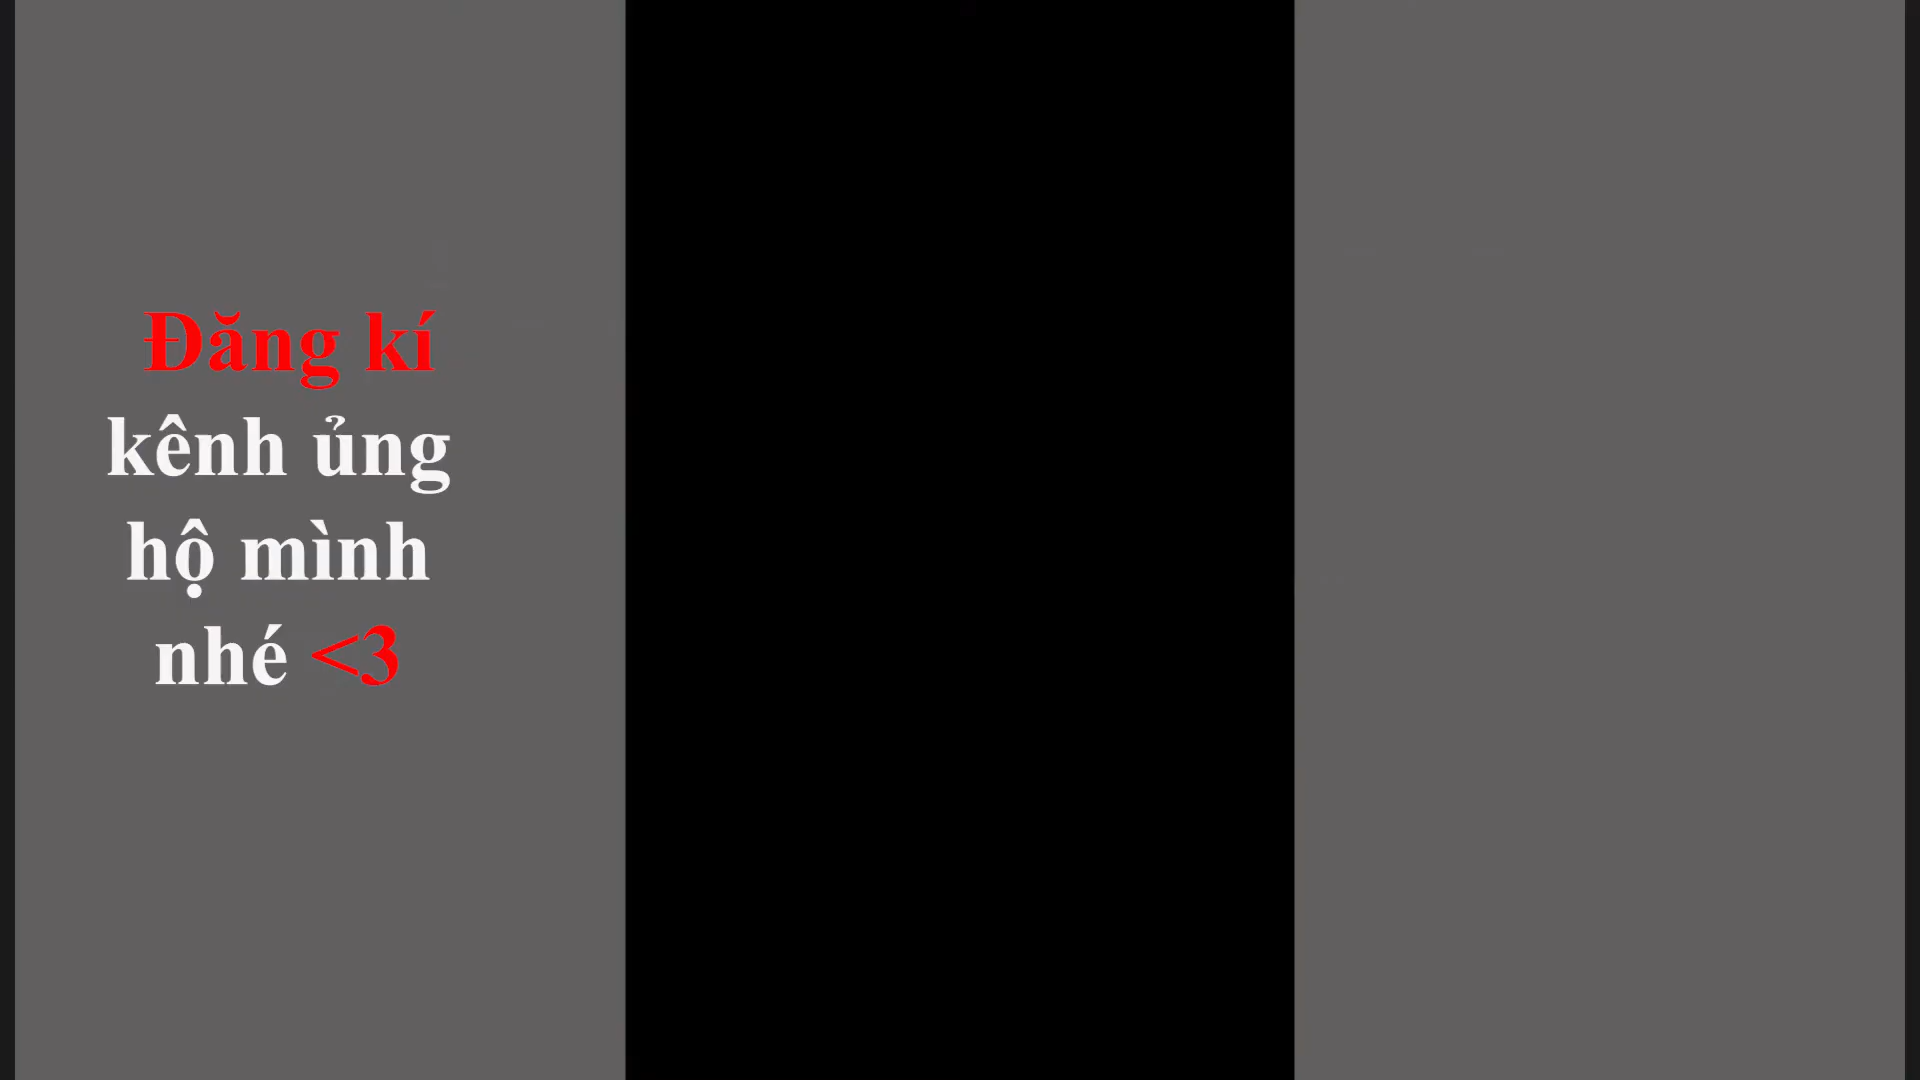 Đăng kí
kênh ủng
hộ mình
nhé <3